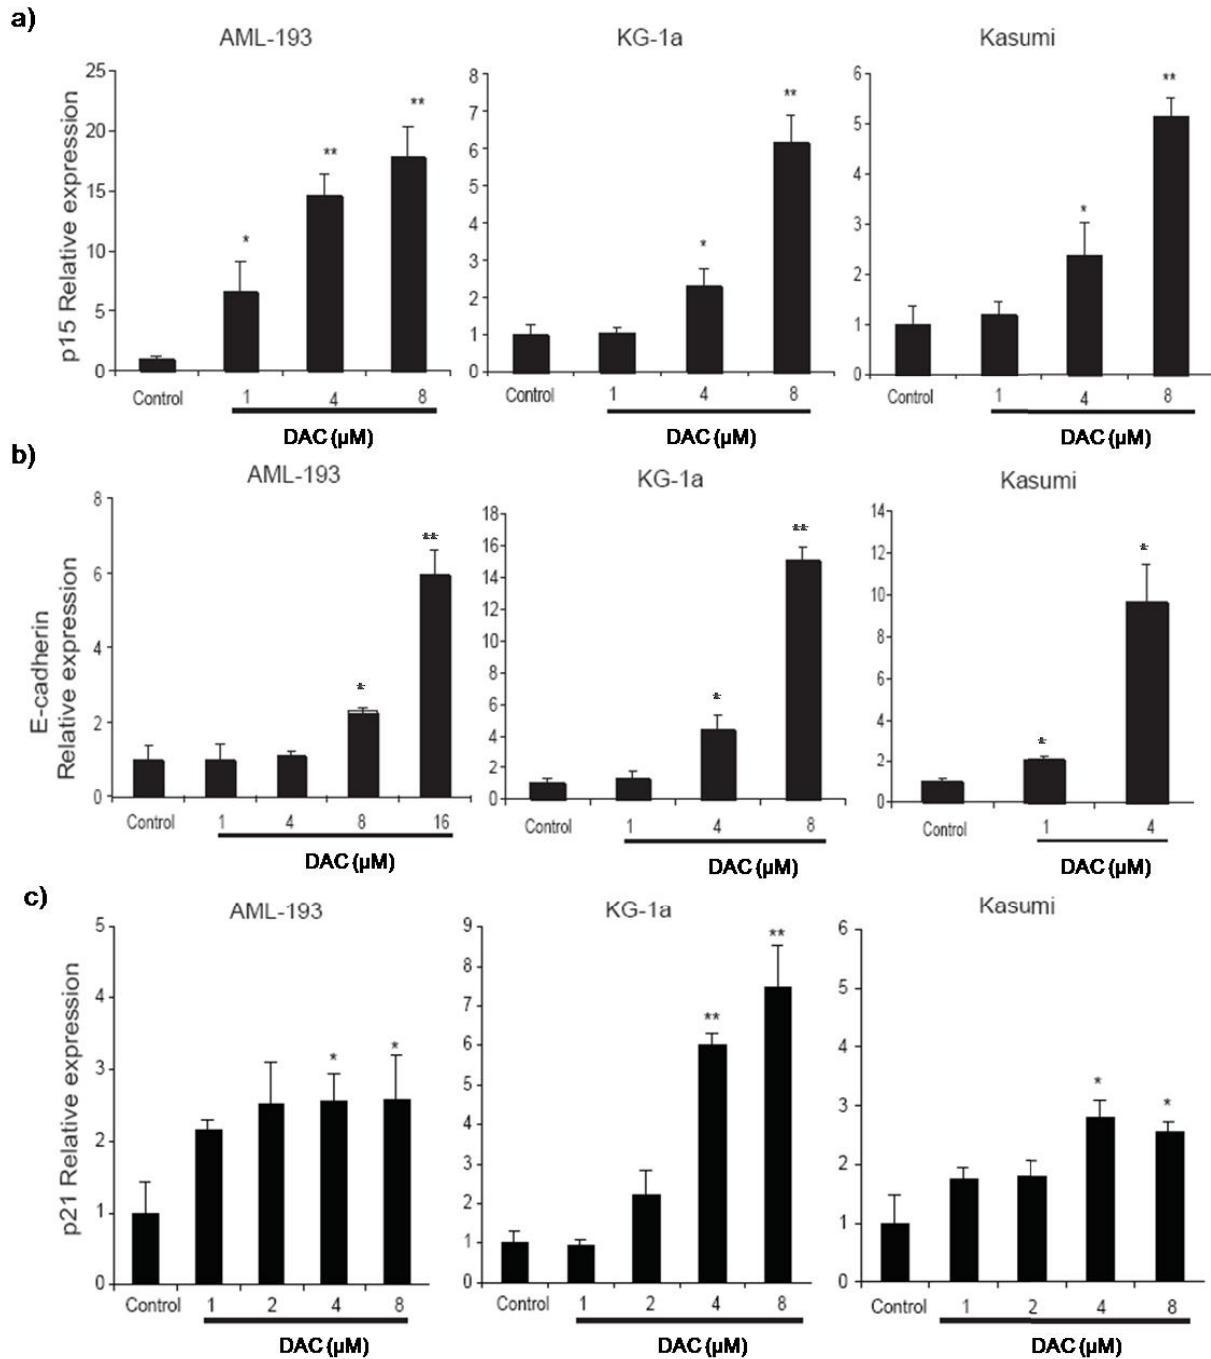 a)
AML-193 KG-1a Kasumi
p15 Relative expression
25 20 15 10 5 0
* ** **
8 7 6 5 4 3 2 1 0
* **
6 5 4 3 2 1 0
* **
Control 1 4 8 Control 1 4 8 Control 1 4 8
DAC (µM) DAC (µM) DAC (µM)
b)
AML-193 KG-1a Kasumi
E-cadherin
Relative expression
8 6 4 2 0
* **
18 16 14 12 10 8 6 4 2 0
* **
14 12 10 8 6 4 2 0
* *
Control 1 4 8 16 Control 1 4 8 Control 1 4
DAC (µM) DAC (µM) DAC (µM)
c)
AML-193 KG-1a Kasumi
p21 Relative expression
5 4 3 2 1 0
* *
9 8 7 6 5 4 3 2 1 0
** **
6 5 4 3 2 1 0
* *
Control 1 2 4 8 Control 1 2 4 8 Control 1 2 4 8
DAC (µM) DAC (µM) DAC (µM)